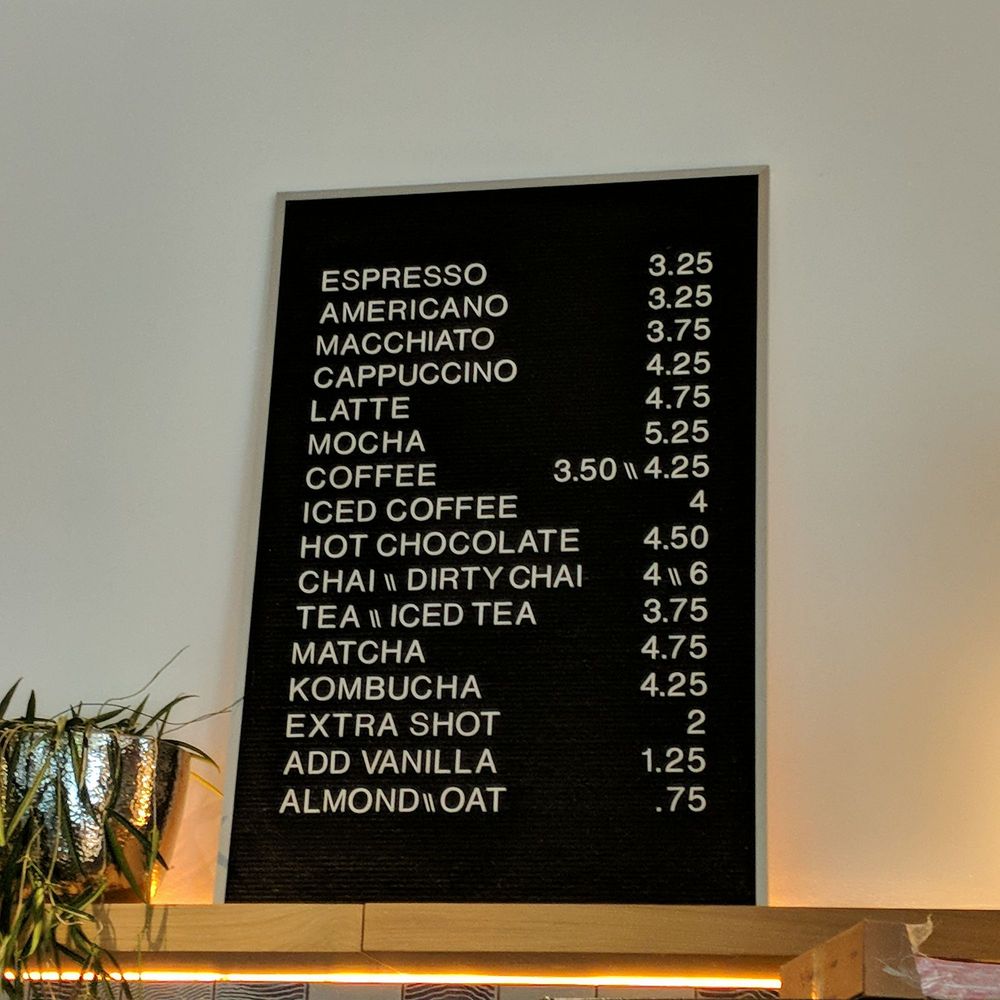 ESPRESSO 3.25
AMERICANO 3.25
MACCHIATO 3.75
CAPPUCCINO 4.25
LATTE 4.75
MOCHA 5.25
COFFEE 3.50 \\ 4.25
ICED COFFEE 4
HOT CHOCOLATE 4.50
CHAI \\ DIRTY CHAI 4 \\ 6
TEA \\ ICED TEA 3.75
MATCHA 4.75
KOMBUCHA 4.25
EXTRA SHOT 2
ADD VANILLA 1.25
ALMOND \\ OAT .75